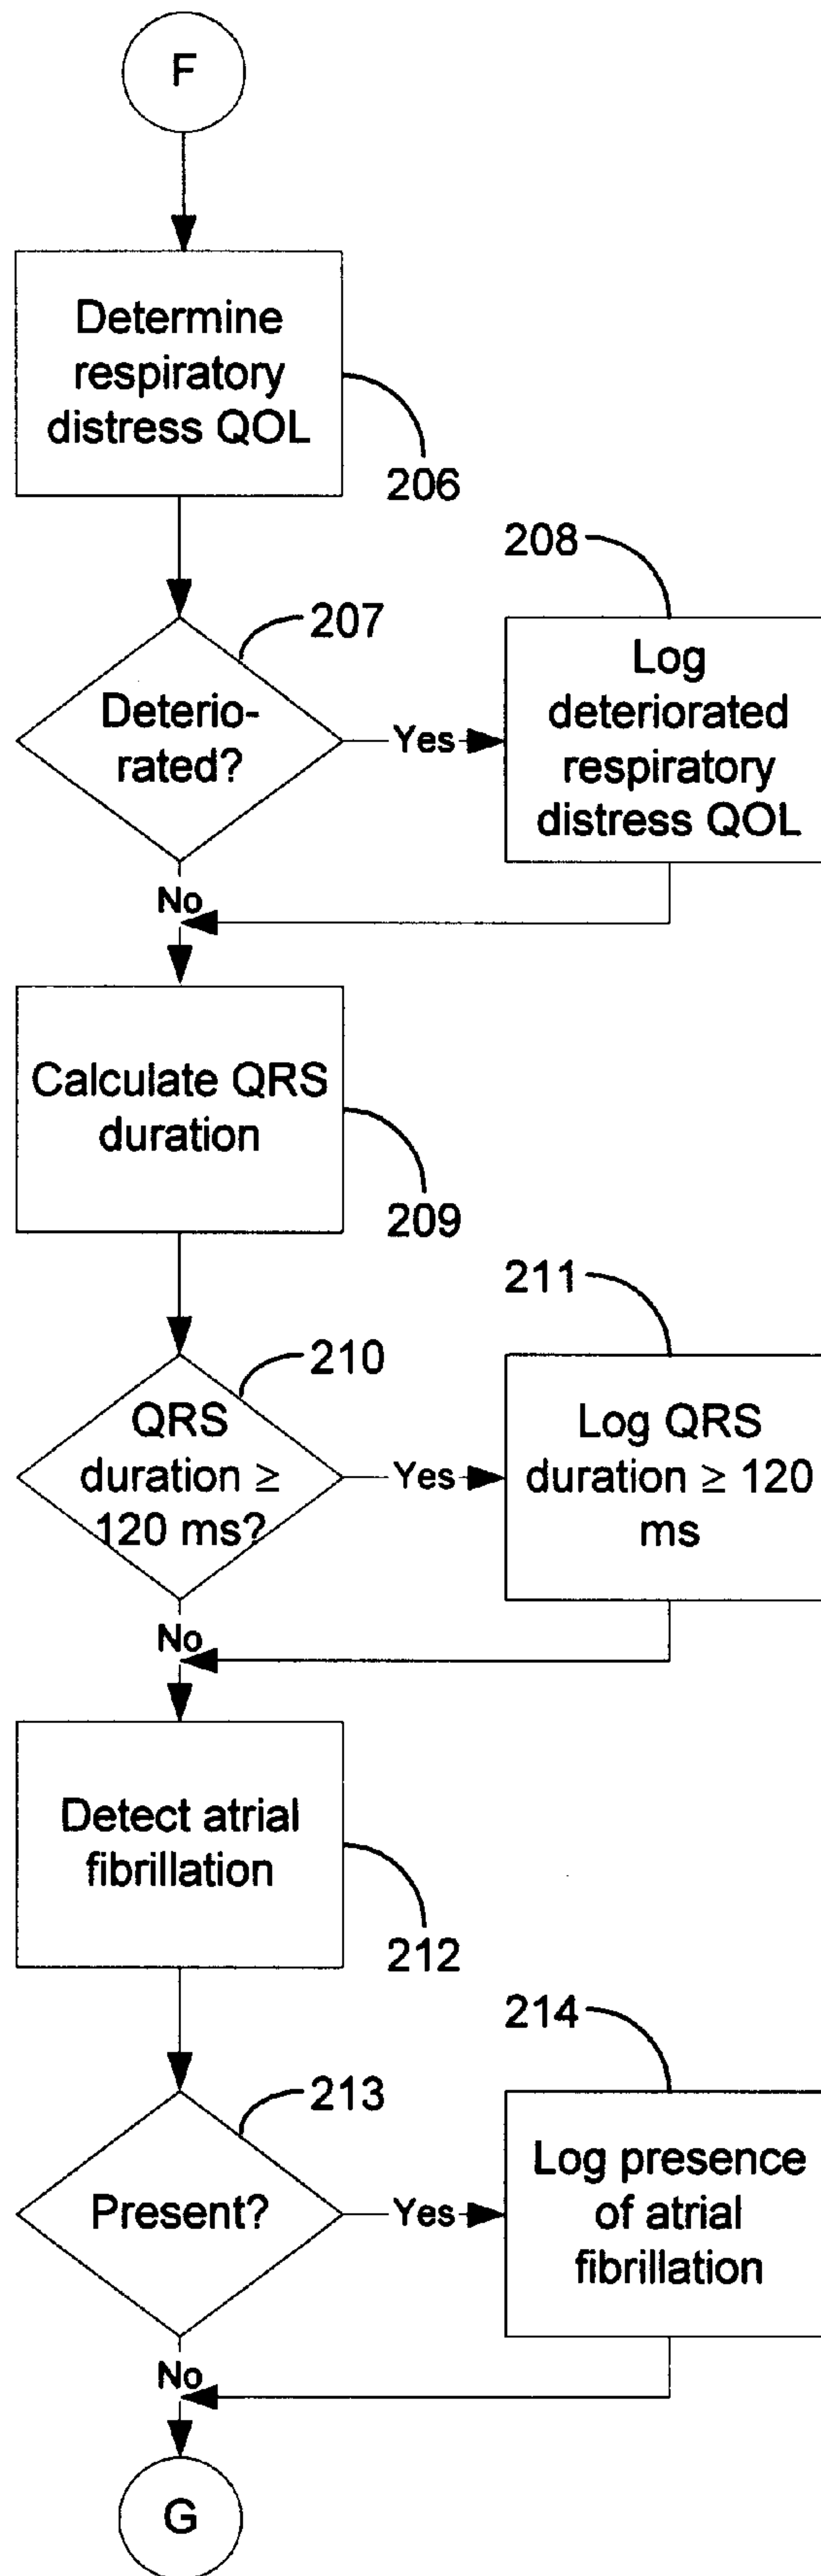 F
Determine
respiratory
distress QOL
206
207
Deterio-
rated?
Yes
208
Log
deteriorated
respiratory
distress QOL
No
Calculate QRS
duration
209
210
QRS
duration ≥
120 ms?
Yes
211
Log QRS
duration ≥ 120
ms
No
Detect atrial
fibrillation
212
213
Present?
Yes
214
Log presence
of atrial
fibrillation
No
G